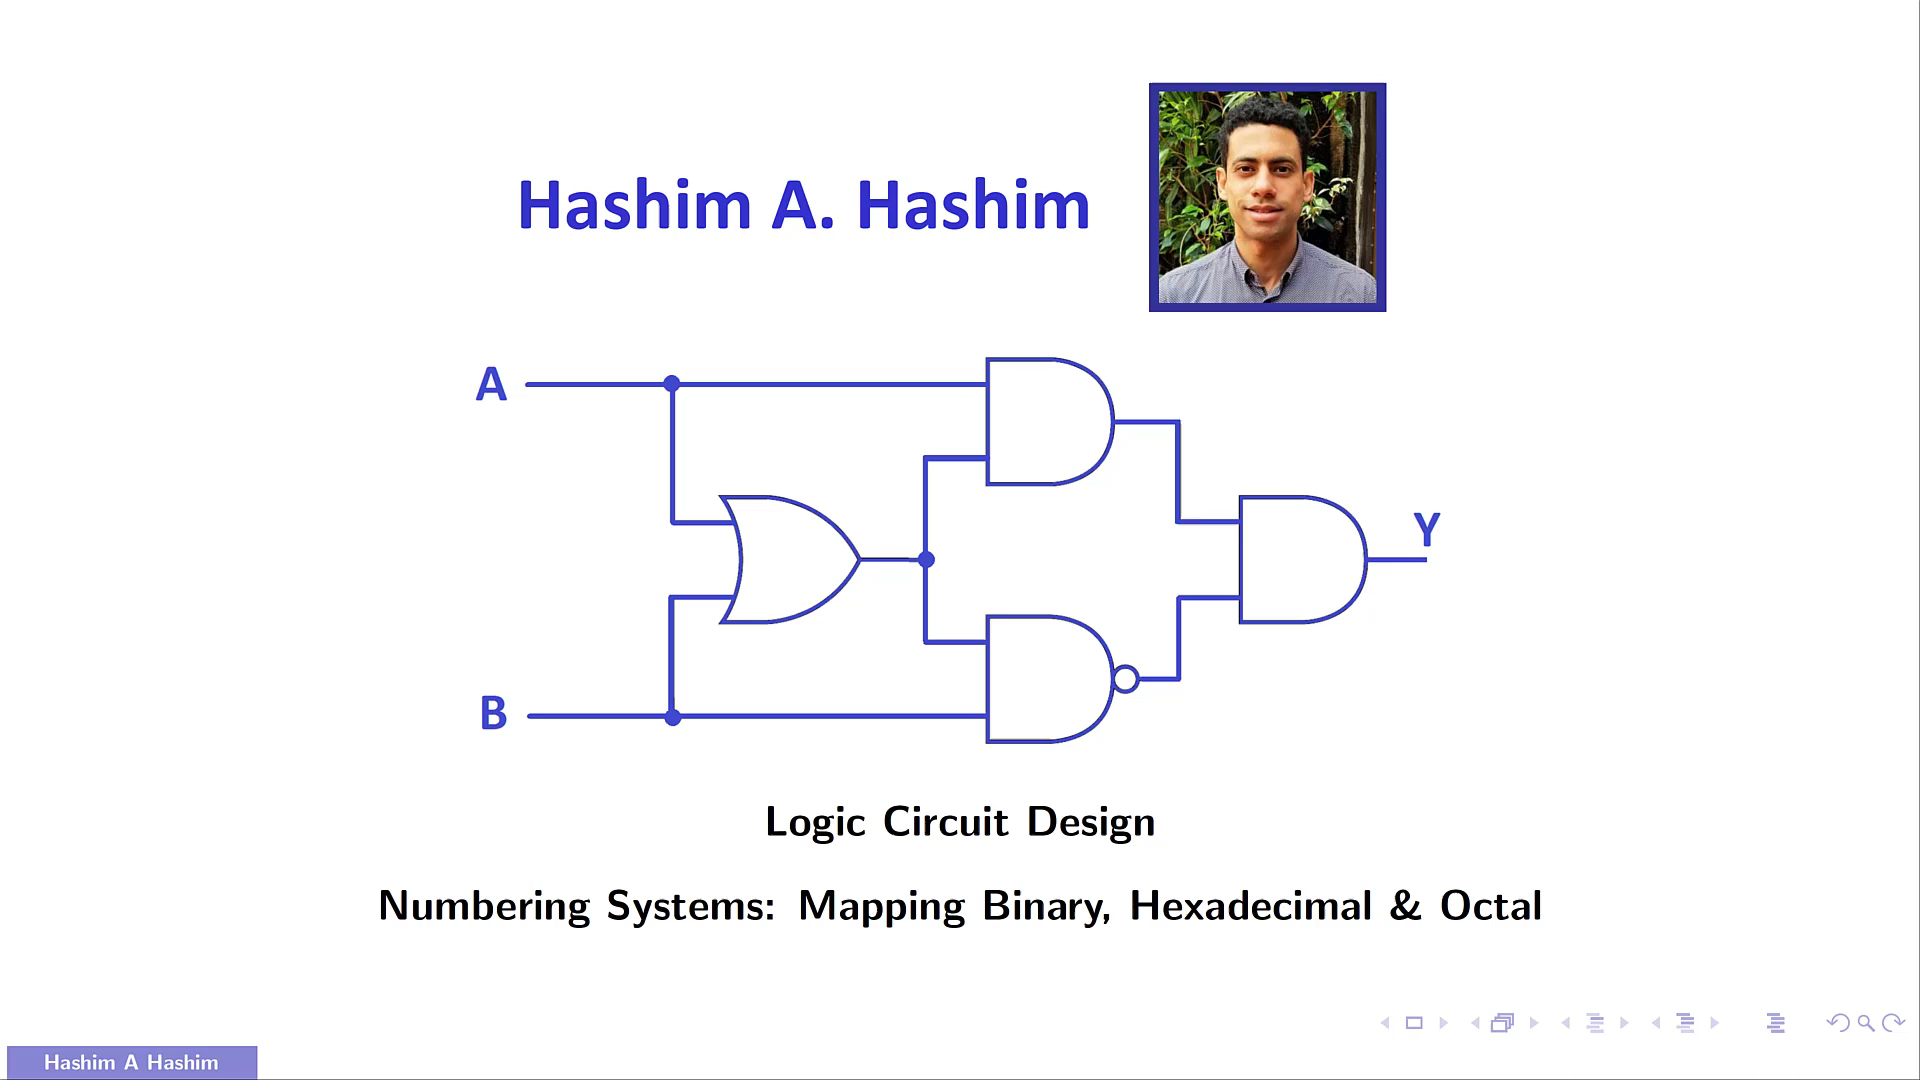 Hashim A. Hashim
A
Y
B
Logic Circuit Design
Numbering Systems: Mapping Binary, Hexadecimal & Octal
Hashim A Hashim